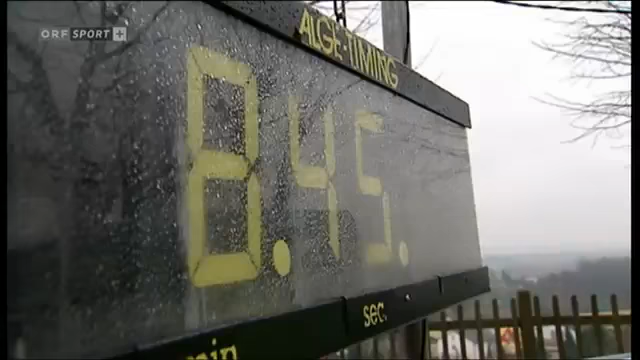 ORF SPORT +
ALGE-TIMING
8.45.
min sec.